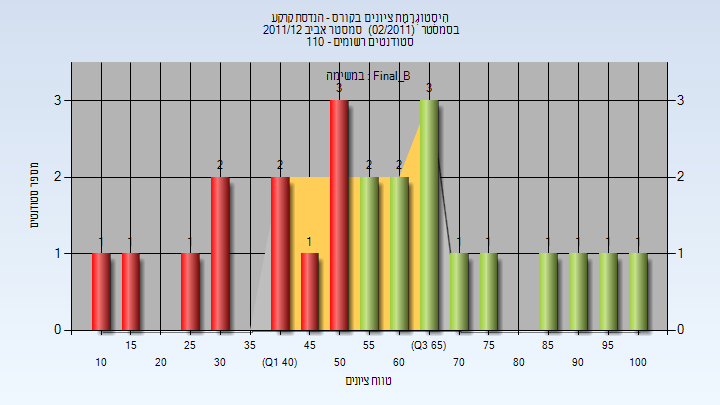 הִיסְטוֹגְרָמַת ציונים בקורס - הנדסת קרקע
בסמסטר (02/2011) סמסטר אביב 2011/12
סטודנטים רשומים - 110
במשימה : Final_B
מספר סטודנטים
3
2
1
0
3
2
1
0
1 1 1 2 2 1 3 2 2 3 1 1 1 1 1 1
15 25 35 45 55 (Q3 65) 75 85 95
10 20 30 (Q1 40) 50 60 70 80 90 100
טווח ציונים